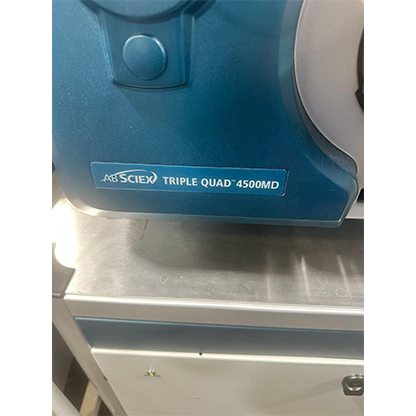 AB SCIEX TRIPLE QUAD™ 4500MD